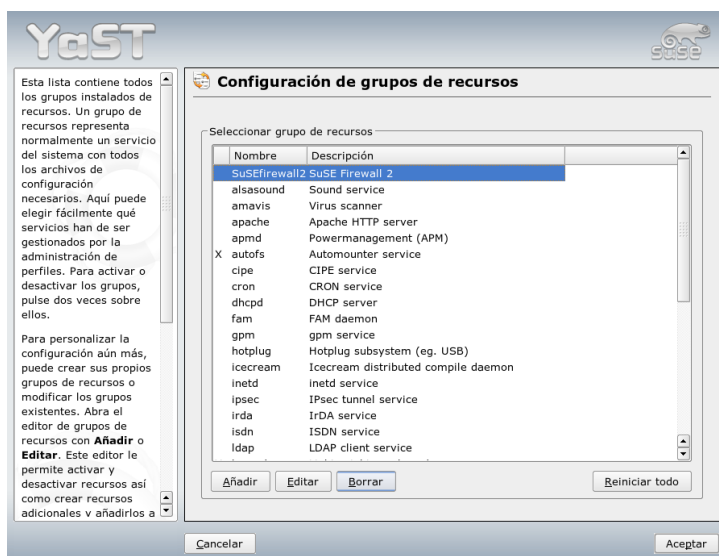 YaST
SuSE
Esta lista contiene todos
los grupos instalados de
recursos. Un grupo de
recursos representa
normalmente un servicio
del sistema con todos
los archivos de
configuración
necesarios. Aquí puede
elegir fácilmente qué
servicios han de ser
gestionados por la
administración de
perfiles. Para activar o
desactivar los grupos,
pulse dos veces sobre
ellos.
Para personalizar la
configuración aún más,
puede crear sus propios
grupos de recursos o
modificar los grupos
existentes. Abra el
editor de grupos de
recursos con Añadir o
Editar. Este editor le
permite activar y
desactivar recursos así
como crear recursos
adicionales y añadirlos a
Configuración de grupos de recursos
Seleccionar grupo de recursos
Nombre Descripción
SuSEfirewall2 SuSE Firewall 2
alsasound Sound service
amavis Virus scanner
apache Apache HTTP server
apmd Powermanagement (APM)
X autofs Automounter service
cipe CIPE service
cron CRON service
dhcpd DHCP server
fam FAM daemon
gpm gpm service
hotplug Hotplug subsystem (eg. USB)
icecream Icecream distributed compile daemon
inetd inetd service
ipsec IPsec tunnel service
irda IrDA service
isdn ISDN service
ldap LDAP client service
Añadir Editar Borrar Reiniciar todo
Cancelar Aceptar